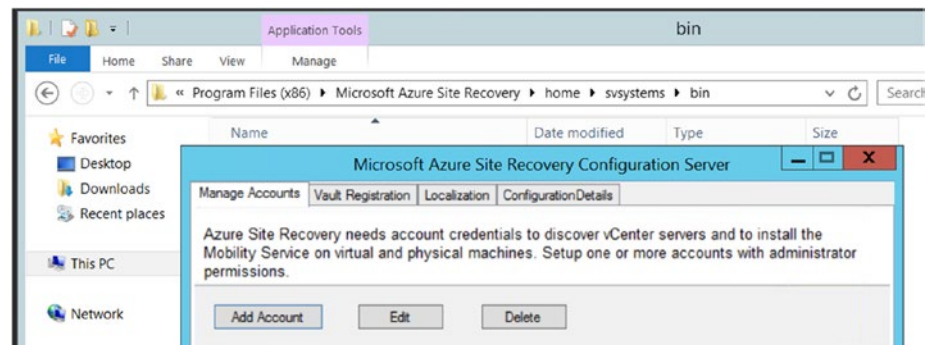 Application Tools
bin
File Home Share View Manage
« Program Files (x86) Microsoft Azure Site Recovery home svsystems bin
Search
Favorites
Desktop
Downloads
Recent places
This PC
Network
Name Date modified Type Size
Microsoft Azure Site Recovery Configuration Server
Manage Accounts Vault Registration Localization ConfigurationDetails
Azure Site Recovery needs account credentials to discover vCenter servers and to install the
Mobility Service on virtual and physical machines. Setup one or more accounts with administrator
permissions.
Add Account Edit Delete